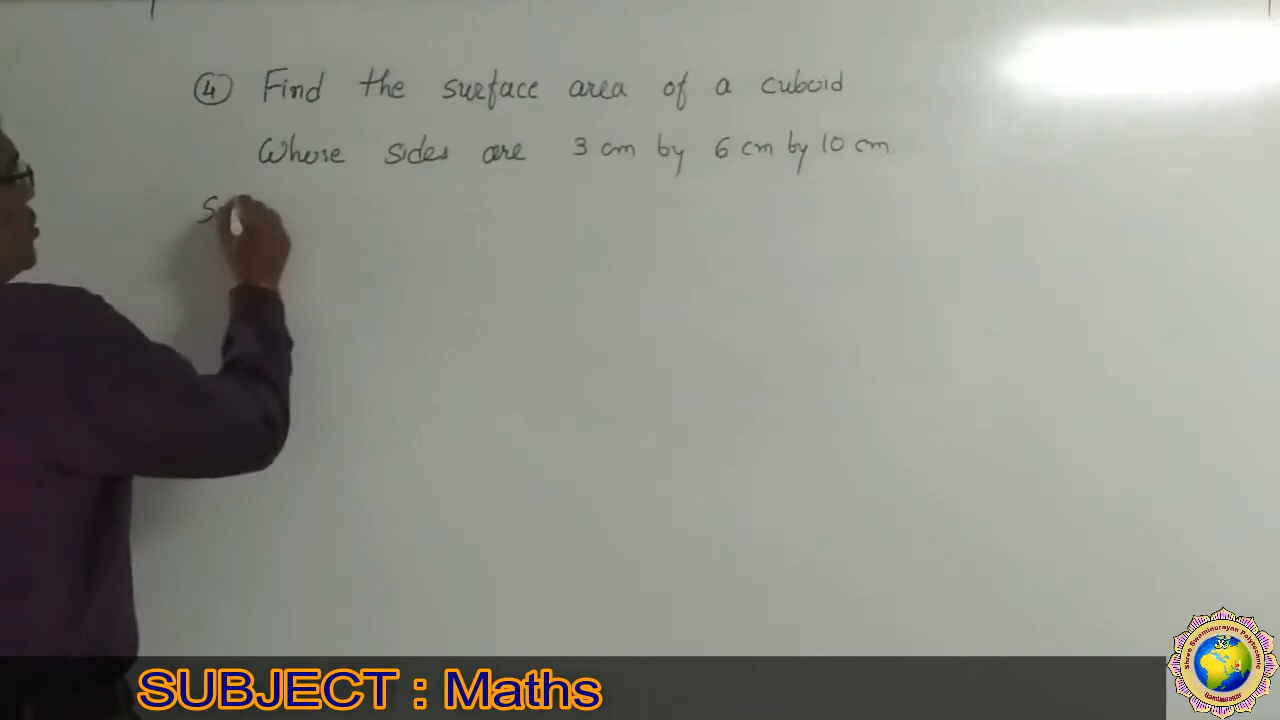 ④ Find the surface area of a cuboid
Whose sides are 3 cm by 6 cm by 10 cm.
SUBJECT : Maths